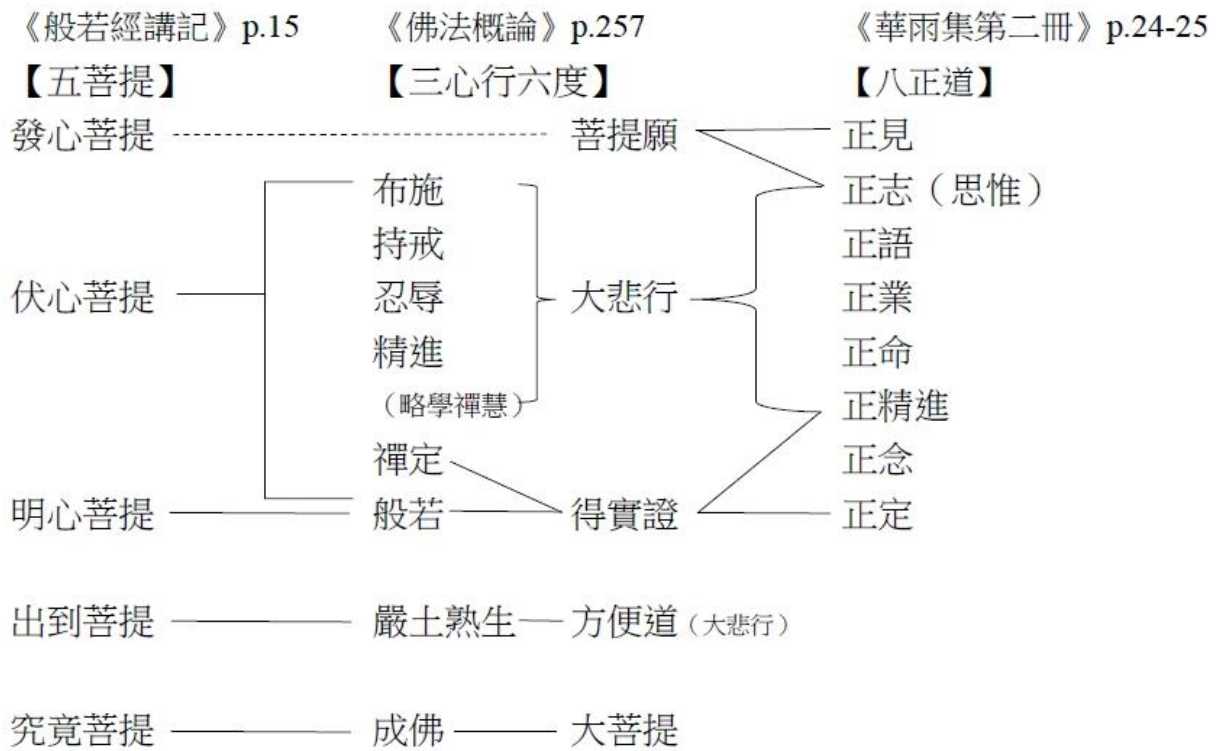 《般若經講記》p.15 《佛法概論》p.257 《華雨集第二冊》p.24-25
【五菩提】 【三心行六度】 【八正道】
發心菩提 菩提願 正見
布施 正志（思惟）
持戒 正語
伏心菩提 忍辱 大悲行 正業
精進 正命
（略學禪慧） 正精進
禪定 正念
明心菩提 般若 得實證 正定
出到菩提 嚴土熟生 方便道（大悲行）
究竟菩提 成佛 大菩提